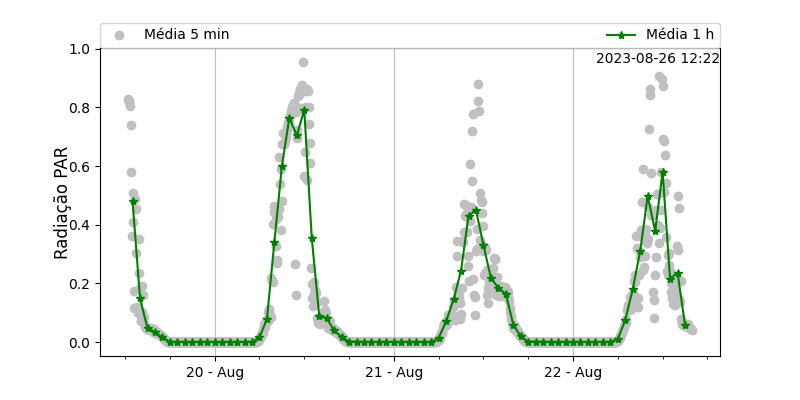 Média 5 min
Média 1 h
2023-08-26 12:22
Radiação PAR
1.0
0.8
0.6
0.4
0.2
0.0
20 - Aug
21 - Aug
22 - Aug